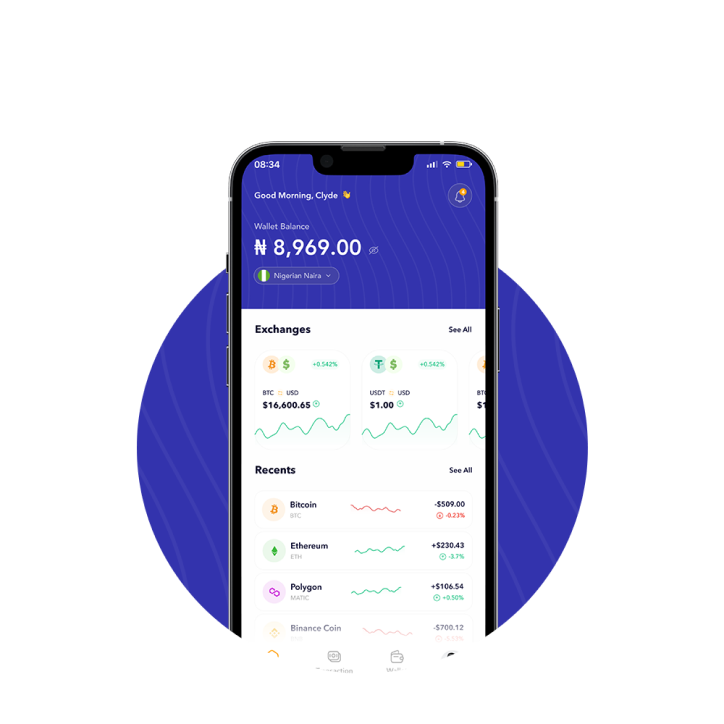 08:34
Good Morning, Clyde 👋
4
Wallet Balance
₦ 8,969.00
Nigerian Naira
Exchanges See All
+0.542% +0.542%
BTC USD USDT USD
$16,600.65 $1.00
Recents See All
Bitcoin -$509.00
BTC -0.23%
Ethereum +$230.43
ETH -3.7%
Polygon +$106.54
MATIC +0.50%
Binance Coin -$700.12